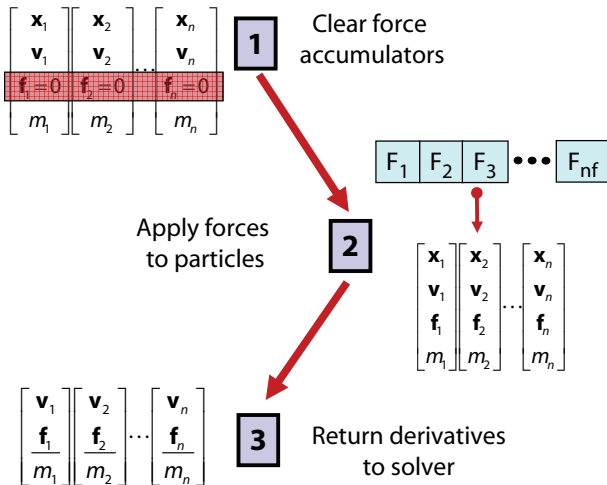 x₁ x₂ xₙ
v₁ v₂ ... vₙ
f₁=0 f₂=0 fₙ=0
m₁ m₂ mₙ
1
Clear force
accumulators
F₁ F₂ F₃ ••• Fnf
Apply forces
to particles
2
x₁ x₂ xₙ
v₁ v₂ ... vₙ
f₁ f₂ fₙ
m₁ m₂ mₙ
v₁ v₂ vₙ
f₁ f₂ ... fₙ
m₁ m₂ mₙ
3
Return derivatives
to solver